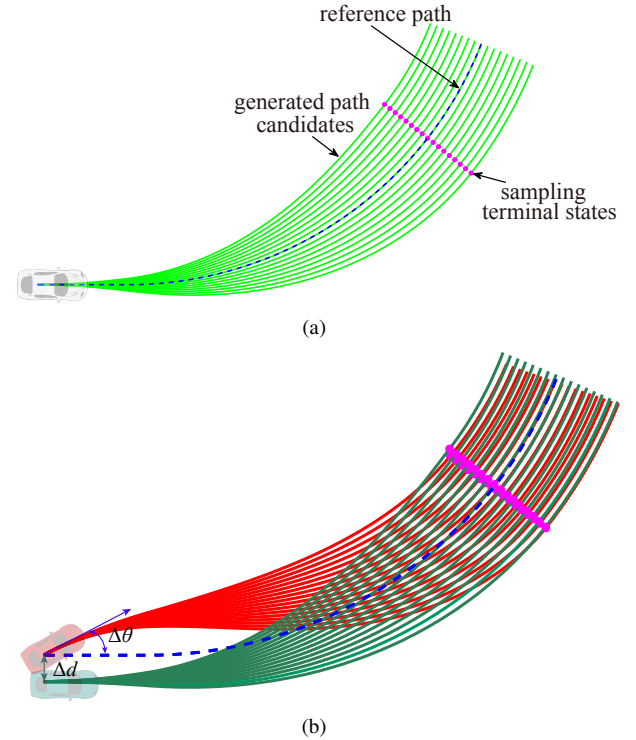 reference path
generated path
candidates
sampling
terminal states
(a)
Δθ
Δd
(b)